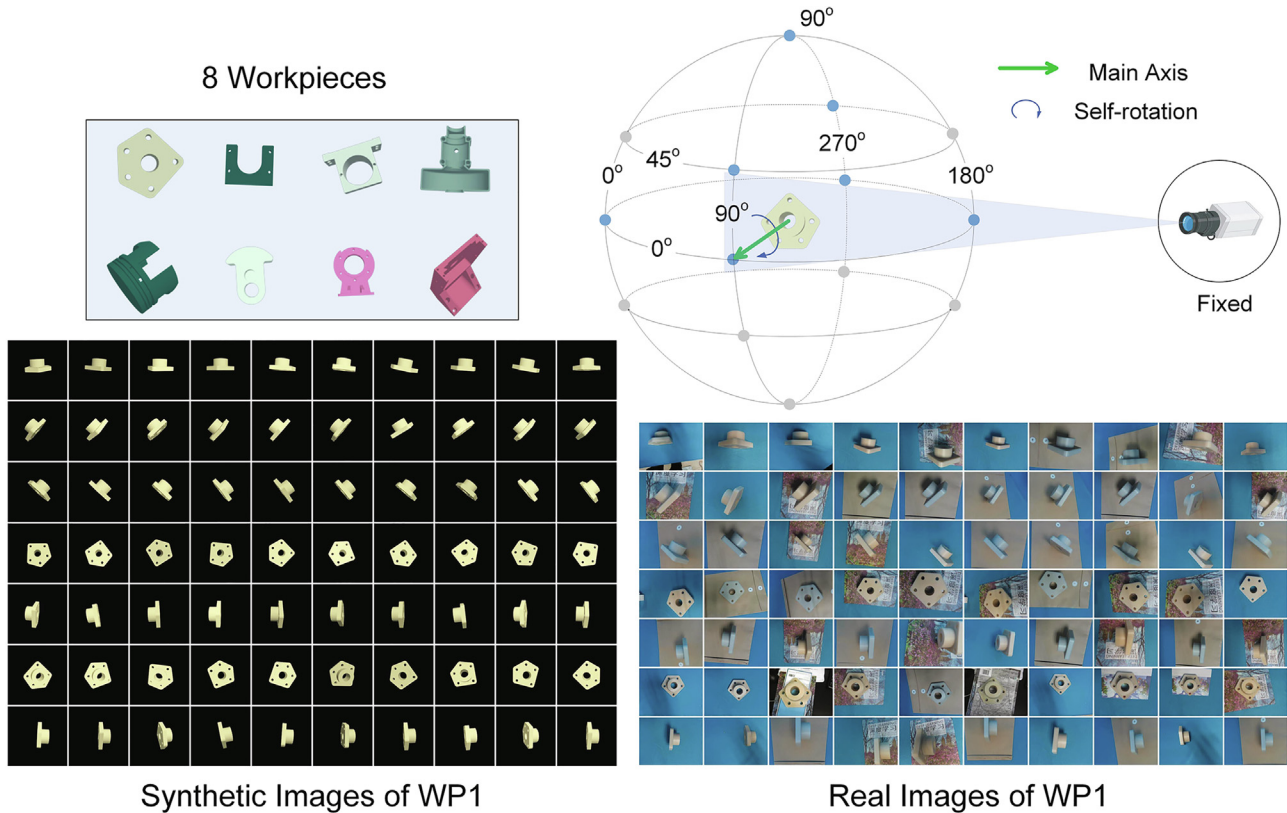 8 Workpieces
90°
Main Axis
Self-rotation
45°
270°
0°
180°
90°
0°
Fixed
Synthetic Images of WP1
Real Images of WP1